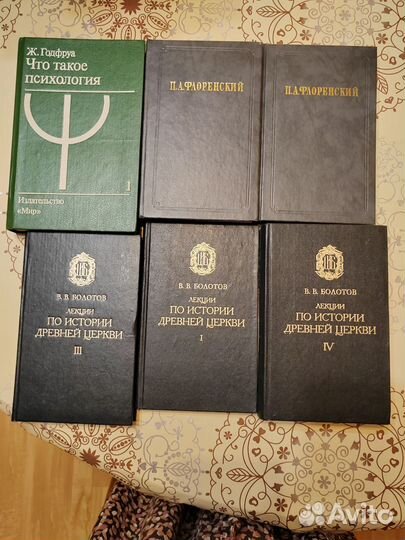 Ж. Годфруа
Что такое
психология
1
Издательство
«Мир»
П.А.ФЛОРЕНСКИЙ
П.А.ФЛОРЕНСКИЙ
В. В. БОЛОТОВ
ЛЕКЦИИ
ПО ИСТОРИИ
ДРЕВНЕЙ ЦЕРКВИ
III
В. В. БОЛОТОВ
ЛЕКЦИИ
ПО ИСТОРИИ
ДРЕВНЕЙ ЦЕРКВИ
I
В. В. БОЛОТОВ
ЛЕКЦИИ
ПО ИСТОРИИ
ДРЕВНЕЙ ЦЕРКВИ
IV
Avito